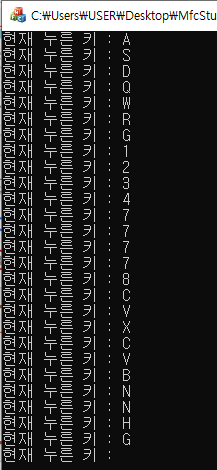 C:₩Users₩USER₩Desktop₩MfcStu
현재 누른 키 : A
현재 누른 키 : S
현재 누른 키 : D
현재 누른 키 : Q
현재 누른 키 : W
현재 누른 키 : R
현재 누른 키 : G
현재 누른 키 : 1
현재 누른 키 : 2
현재 누른 키 : 3
현재 누른 키 : 4
현재 누른 키 : 7
현재 누른 키 : 7
현재 누른 키 : 7
현재 누른 키 : 7
현재 누른 키 : 8
현재 누른 키 : C
현재 누른 키 : V
현재 누른 키 : X
현재 누른 키 : C
현재 누른 키 : V
현재 누른 키 : B
현재 누른 키 : N
현재 누른 키 : N
현재 누른 키 : H
현재 누른 키 : G
현재 누른 키 :